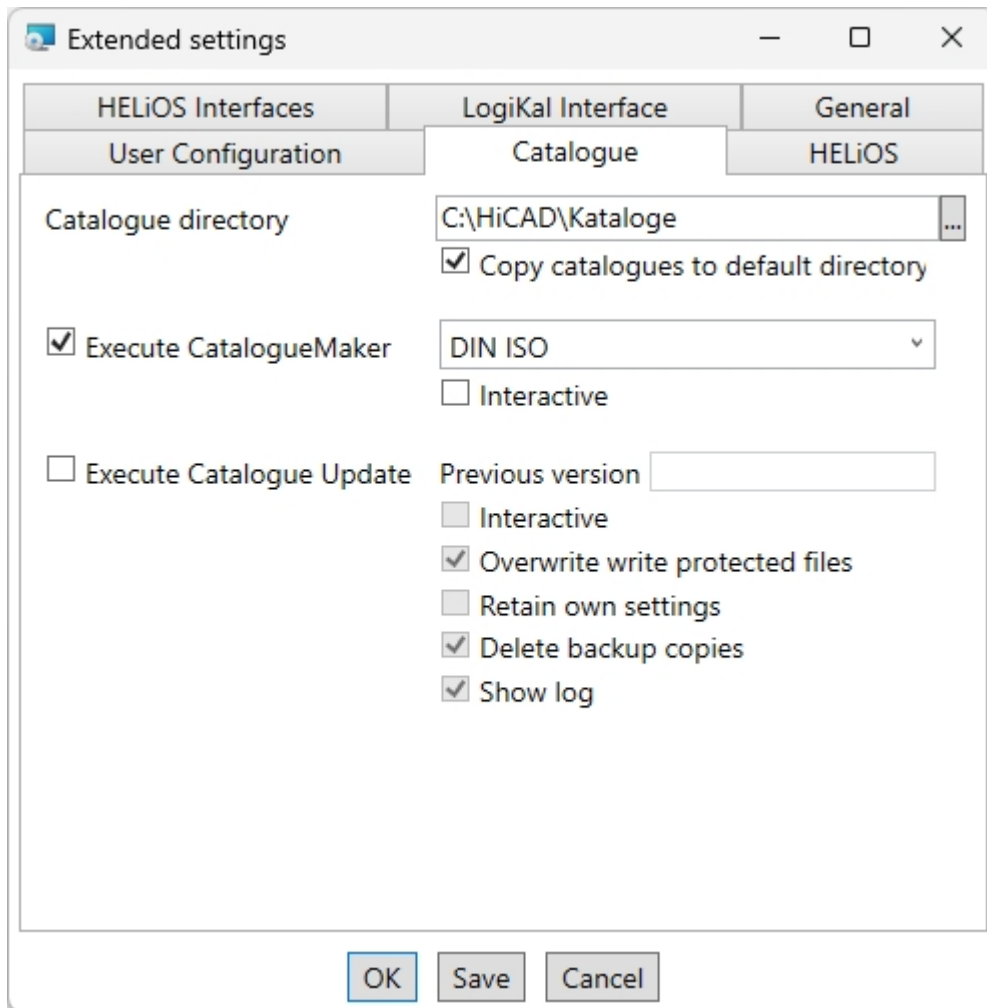 Extended settings
HELiOS Interfaces LogiKal Interface General
User Configuration Catalogue HELiOS
Catalogue directory C:\HiCAD\Kataloge ...
Copy catalogues to default directory
Execute CatalogueMaker DIN ISO
Interactive
Execute Catalogue Update Previous version
Interactive
Overwrite write protected files
Retain own settings
Delete backup copies
Show log
OK Save Cancel